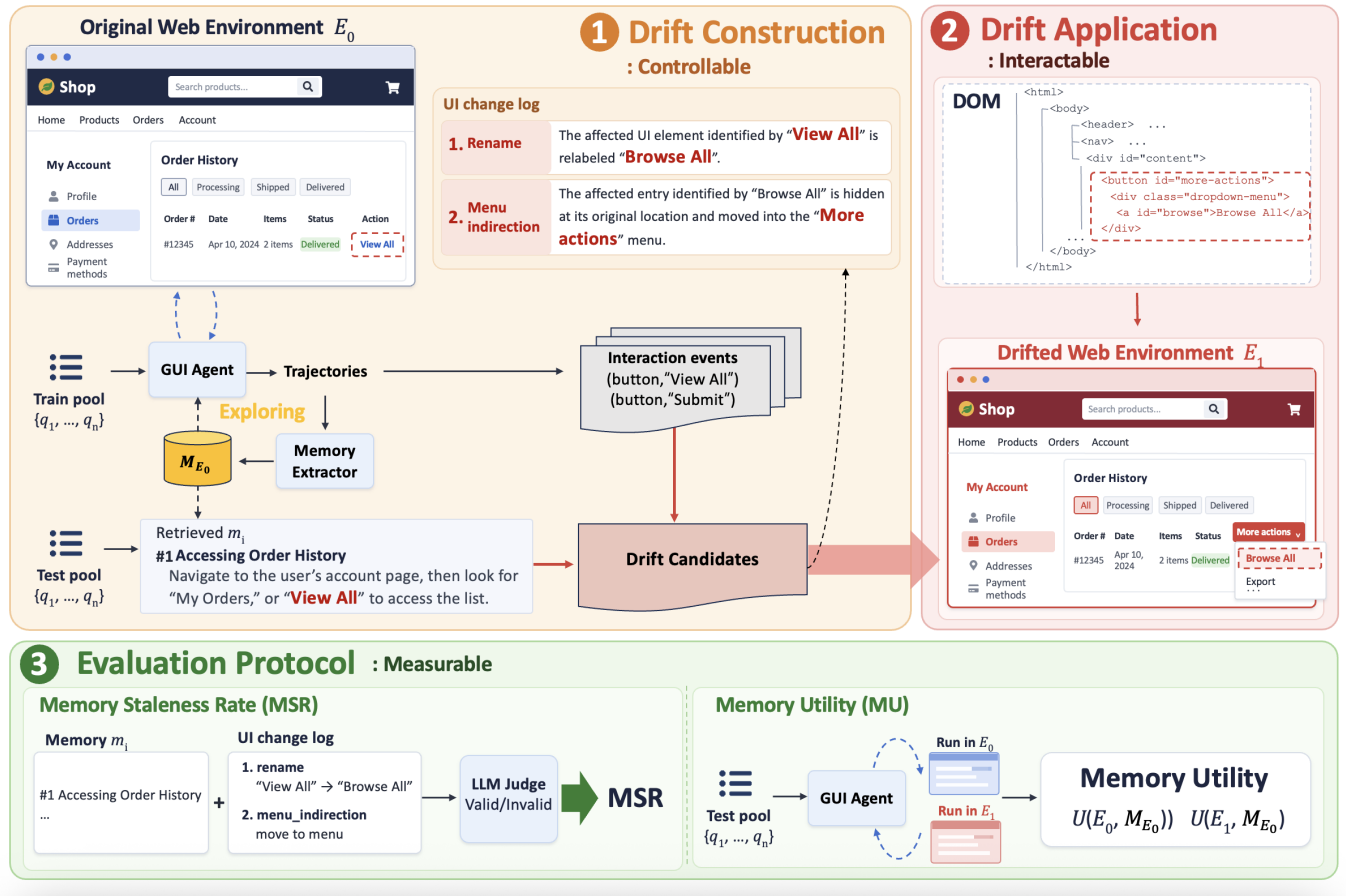 Original Web Environment E0
Shop
Search products...
Home Products Orders Account
My Account
Profile
Orders
Addresses
Payment
methods
Order History
All Processing Shipped Delivered
Order # Date Items Status Action
#12345 Apr 10, 2024 2 items Delivered View All
1 Drift Construction
: Controllable
UI change log
1. Rename
The affected UI element identified by “View All” is
relabeled “Browse All”.
2. Menu
indirection
The affected entry identified by “Browse All” is hidden
at its original location and moved into the “More
actions” menu.
Train pool
{q1, ..., qn}
GUI Agent
Trajectories
Exploring
ME0
Memory
Extractor
Interaction events
(button,“View All”)
(button,“Submit”)
Test pool
{q1, ..., qn}
Retrieved mi
#1 Accessing Order History
Navigate to the user’s account page, then look for
“My Orders,” or “View All” to access the list.
Drift Candidates
2 Drift Application
: Interactable
DOM
<html>
<body>
<header> ...
<nav> ...
<div id="content">
<button id="more-actions">
<div class="dropdown-menu">
<a id="browse">Browse All</a>
</div>
...
</body>
</html>
Drifted Web Environment E1
Shop
Search products...
Home Products Orders Account
My Account
Profile
Orders
Addresses
Payment
methods
Order History
All Processing Shipped Delivered
Order # Date Items Status More actions
#12345 Apr 10,
2024 2 items Delivered
Browse All
Export
...
3 Evaluation Protocol : Measurable
Memory Staleness Rate (MSR)
Memory mi
#1 Accessing Order History
...
+
UI change log
1. rename
“View All” → “Browse All”
2. menu_indirection
move to menu
LLM Judge
Valid/Invalid
MSR
Memory Utility (MU)
Test pool
{q1, ..., qn}
GUI Agent
Run in E0
Run in E1
Memory Utility
U(E0, ME0)) U(E1, ME0)